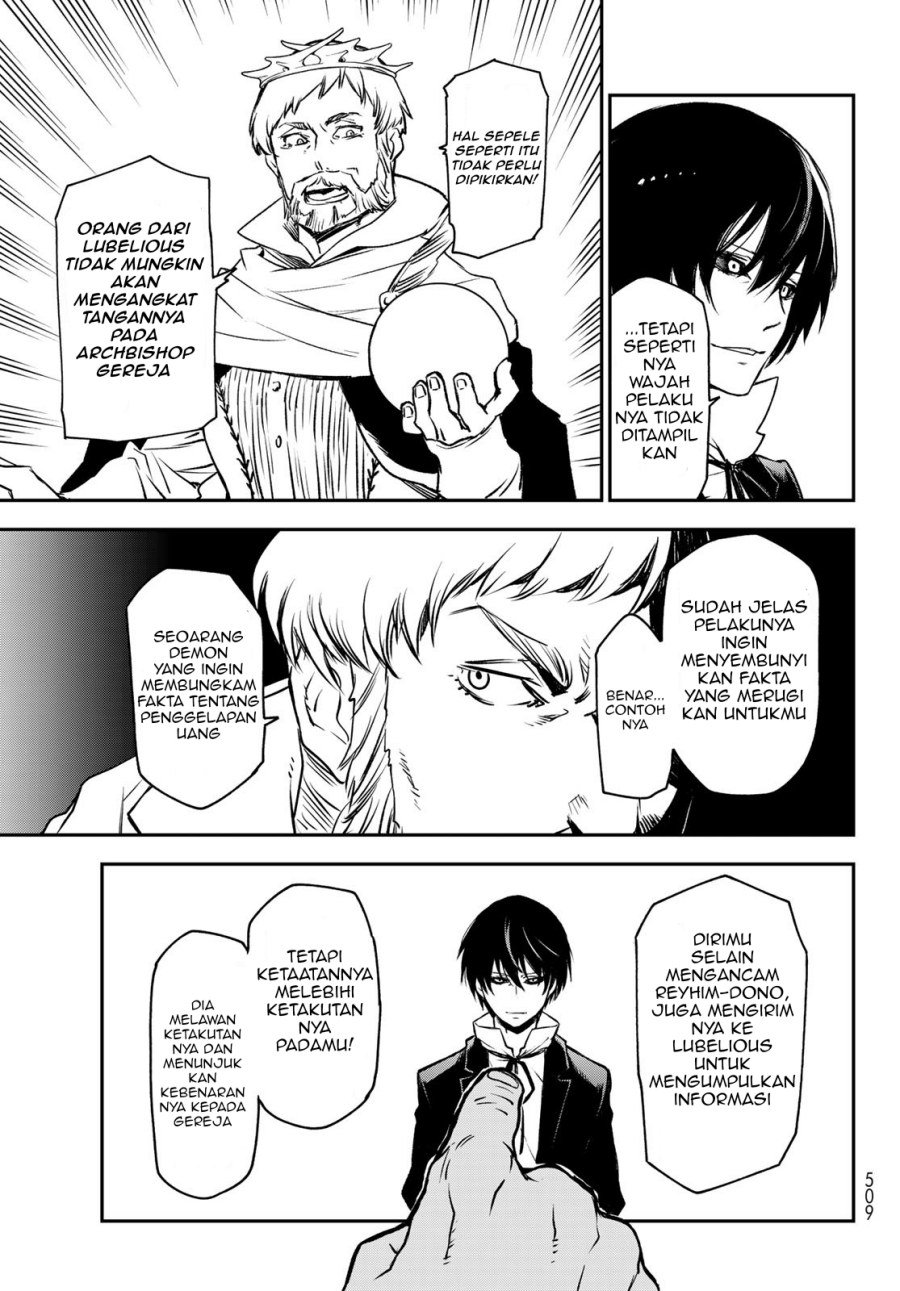 ...TETAPI
SEPERTI
NYA
WAJAH
PELAKU
NYA TIDAK
DITAMPIL
KAN
HAL SEPELE
SEPERTI ITU
TIDAK PERLU
DIPIKIRKAN!
ORANG DARI
LUBELIOUS
TIDAK MUNGKIN
AKAN
MENGANGKAT
TANGANNYA
PADA
ARCHBISHOP
GEREJA
SUDAH JELAS
PELAKUNYA
INGIN
MENYEMBUNYI
KAN FAKTA
YANG MERUGI
KAN UNTUKMU
BENAR...
CONTOH
NYA
SEOARANG
DEMON
YANG INGIN
MEMBUNGKAM
FAKTA TENTANG
PENGGELAPAN
UANG
DIRIMU
SELAIN
MENGANCAM
REYHIM-DONO,
JUGA MENGIRIM
NYA KE
LUBELIOUS
UNTUK
MENGUMPULKAN
INFORMASI
TETAPI
KETAATANNYA
MELEBIHI
KETAKUTAN
NYA
PADAMU!
DIA
MELAWAN
KETAKUTAN
NYA DAN
MENUNJUK
KAN
KEBENARAN
NYA KEPADA
GEREJA
509